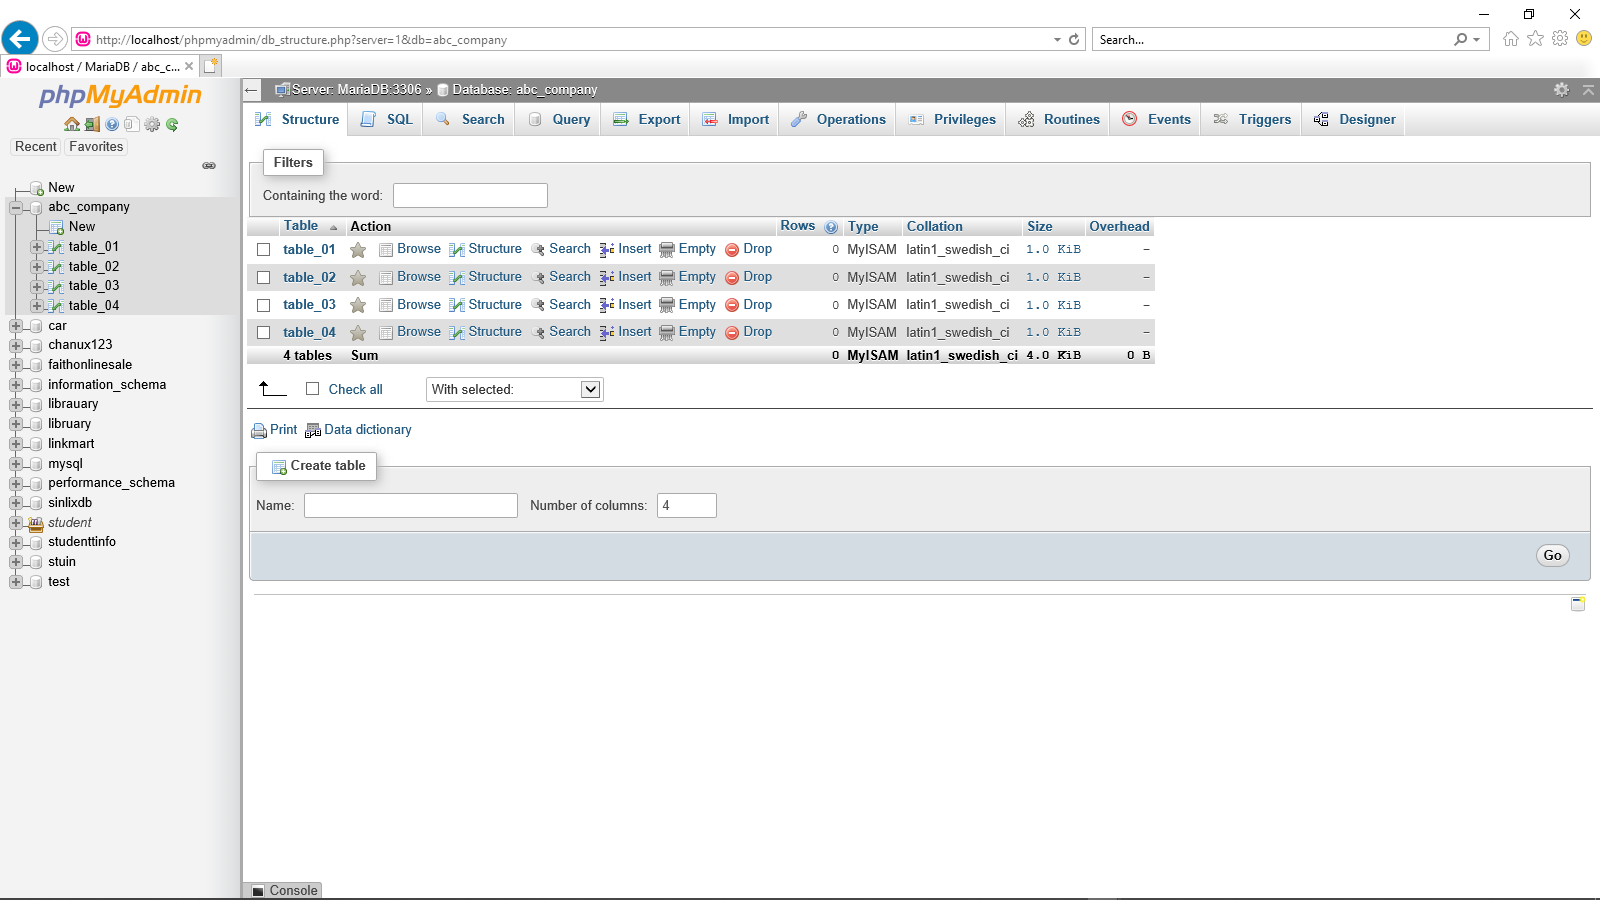 http://localhost/phpmyadmin/db_structure.php?server=1&db=abc_company
Search...
localhost / MariaDB / abc_c...
phpMyAdmin
Recent Favorites
New
abc_company
New
table_01
table_02
table_03
table_04
car
chanux123
faithonlinesale
information_schema
librauary
libruary
linkmart
mysql
performance_schema
sinlixdb
student
studenttinfo
stuin
test
Server: MariaDB:3306 » Database: abc_company
Structure SQL Search Query Export Import Operations Privileges Routines Events Triggers Designer
Filters
Containing the word:
Table Action Rows Type Collation Size Overhead
table_01 Browse Structure Search Insert Empty Drop 0 MyISAM latin1_swedish_ci 1.0 KiB –
table_02 Browse Structure Search Insert Empty Drop 0 MyISAM latin1_swedish_ci 1.0 KiB –
table_03 Browse Structure Search Insert Empty Drop 0 MyISAM latin1_swedish_ci 1.0 KiB –
table_04 Browse Structure Search Insert Empty Drop 0 MyISAM latin1_swedish_ci 1.0 KiB –
4 tables Sum 0 MyISAM latin1_swedish_ci 4.0 KiB 0 B
Check all With selected:
Print Data dictionary
Create table
Name: Number of columns: 4
Go
Console